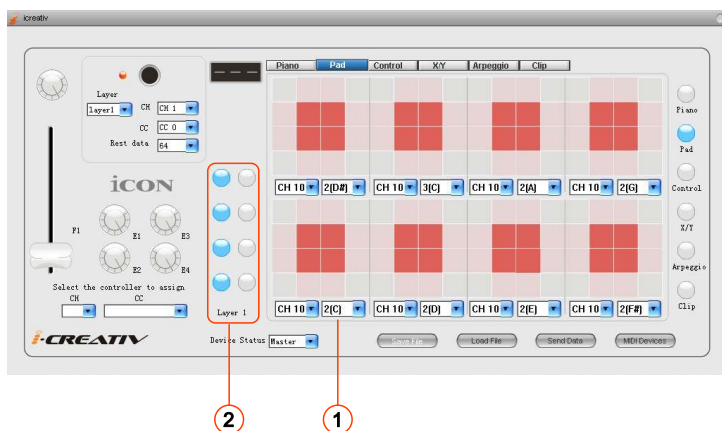 icreativ
Piano Pad Control X/Y Arpeggio Clip
Layer
layer1 CH CH 1
CC CC 0
Rest data 64
iCON
F1
E1 E3
E2 E4
Select the controller to assign
CH CC
i-CREATIV
Layer 1
CH 10 2(D#) CH 10 3(C) CH 10 2(A) CH 10 2(G)
CH 10 2(C) CH 10 2(D) CH 10 2(E) CH 10 2(F#)
Device Status Master
Save File Load File Send Data MIDI Devices
Piano
Pad
Control
X/Y
Arpeggio
Clip
2 1